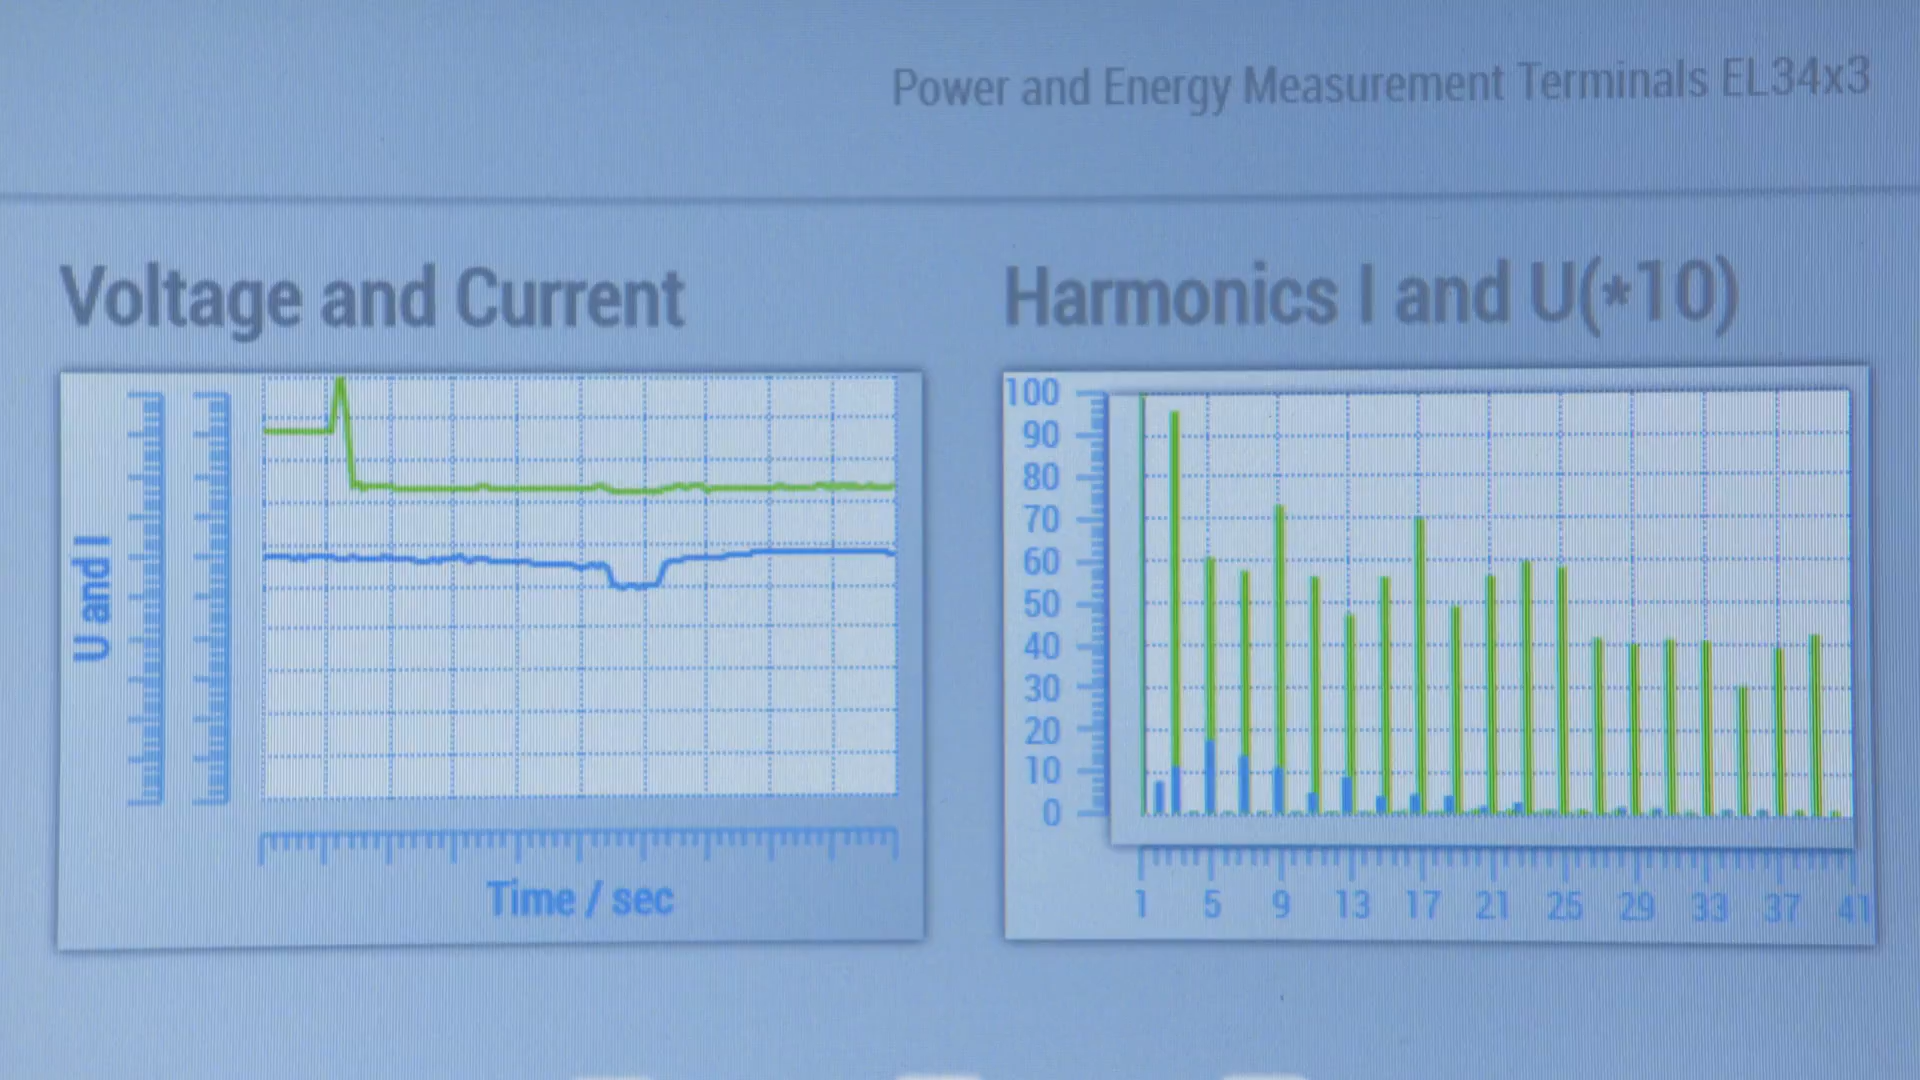 Power and Energy Measurement Terminals EL34x3
Voltage and Current
U and I
Time / sec
Harmonics I and U(*10)
100
90
80
70
60
50
40
30
20
10
0
1 5 9 13 17 21 25 29 33 37 41